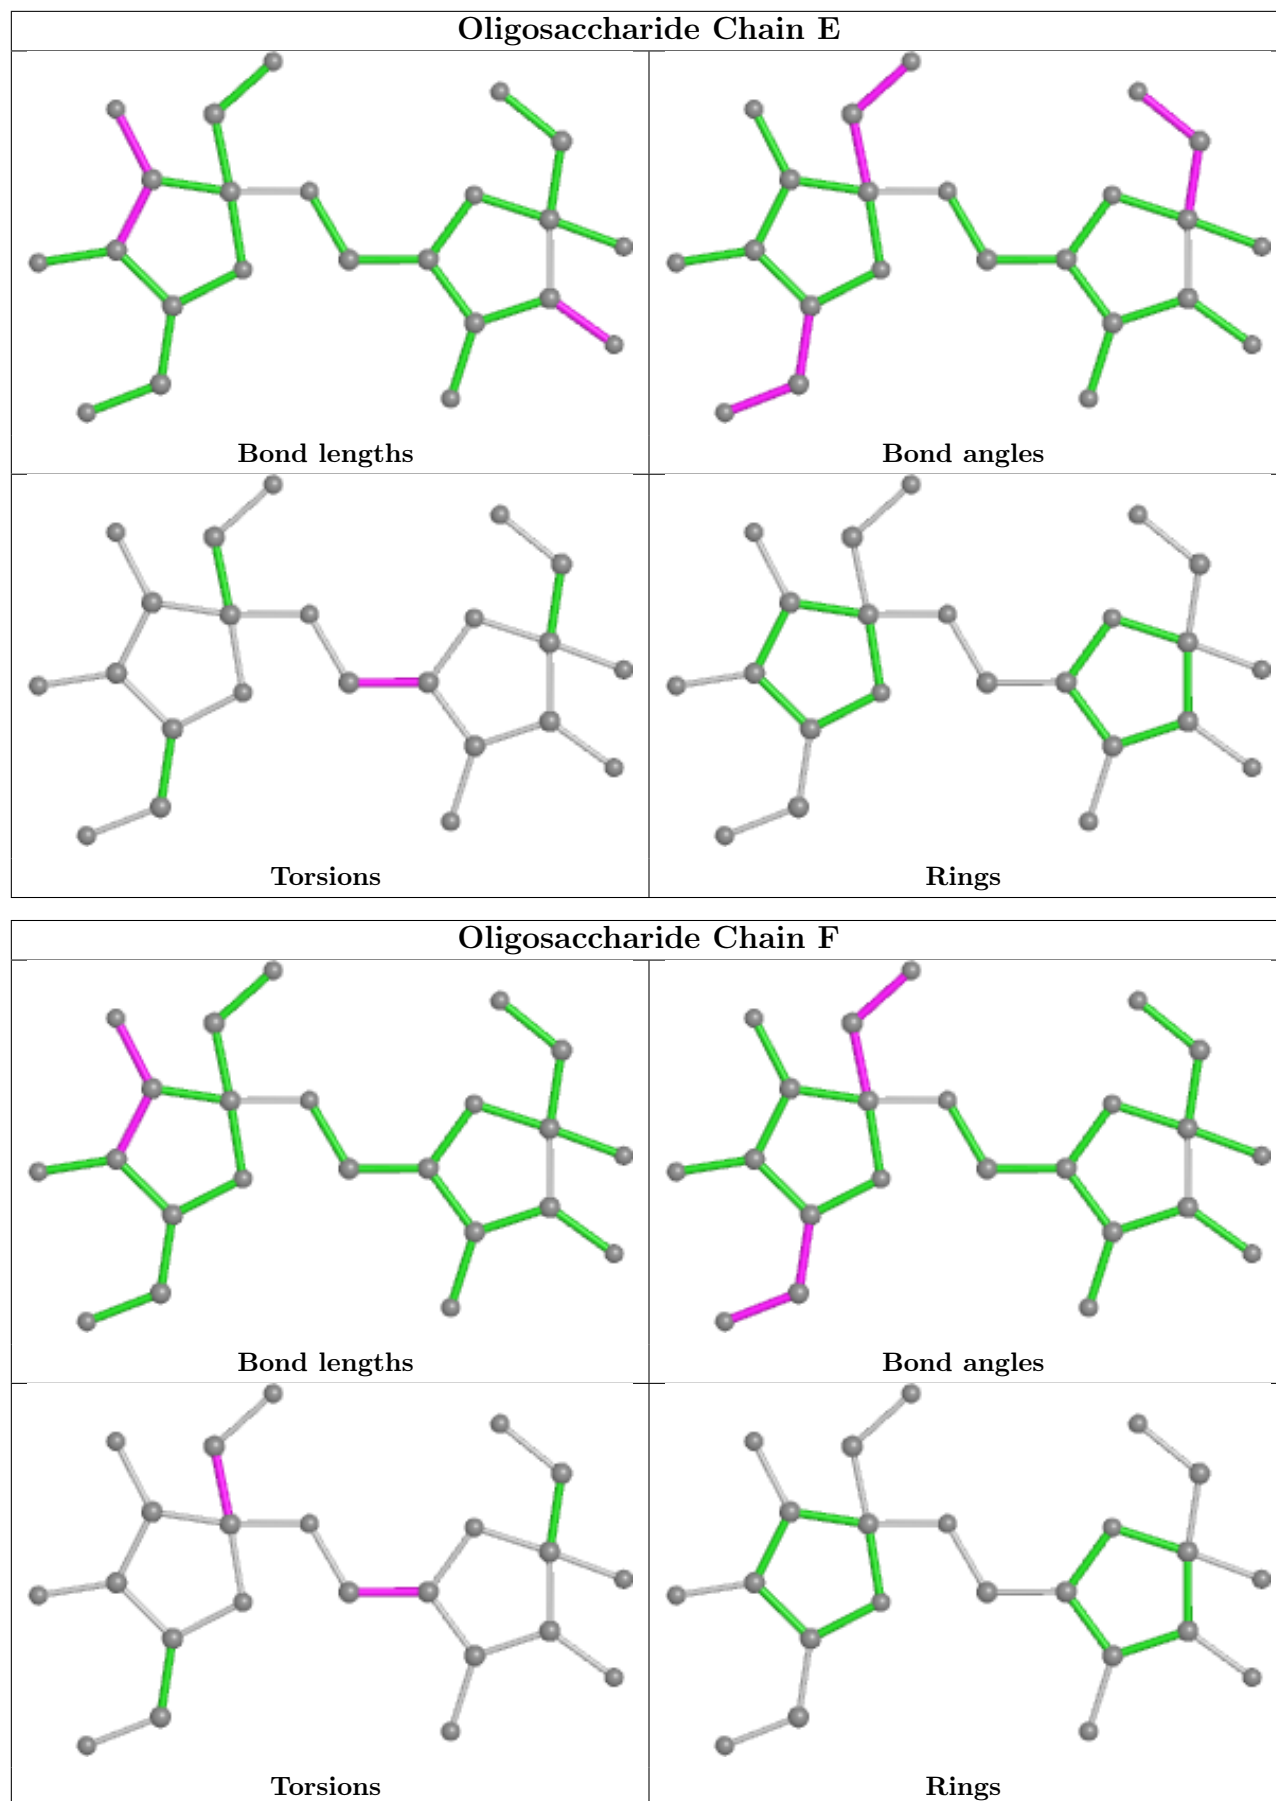 Oligosaccharide Chain E
Bond lengths
Bond angles
Torsions
Rings
Oligosaccharide Chain F
Bond lengths
Bond angles
Torsions
Rings